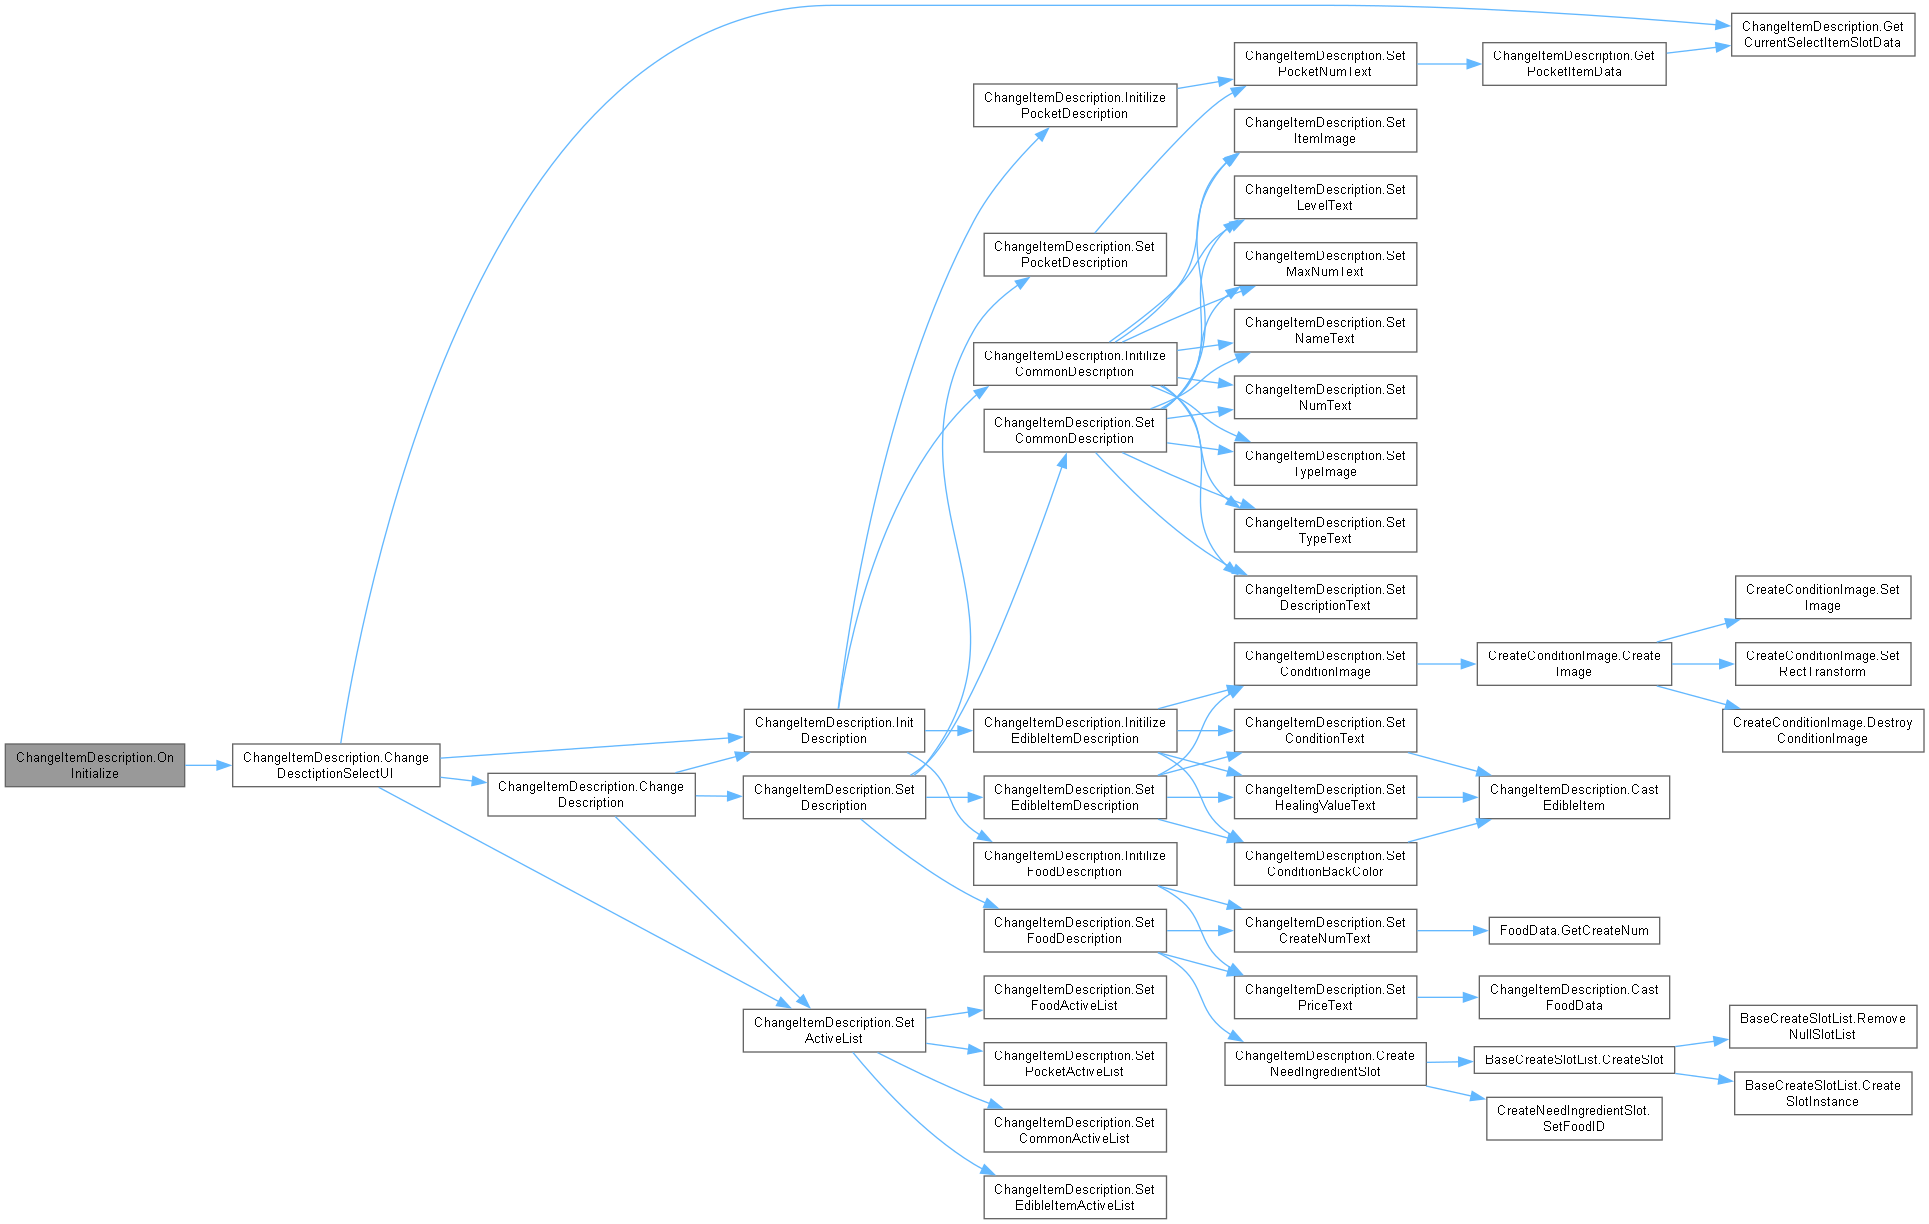 ChangeItemDescription.On
Initialize
ChangeItemDescription.Change
DesctiptionSelectUI
ChangeItemDescription.Change
Description
ChangeItemDescription.Init
Description
ChangeItemDescription.Set
Description
ChangeItemDescription.Set
ActiveList
ChangeItemDescription.Initilize
PocketDescription
ChangeItemDescription.Set
PocketDescription
ChangeItemDescription.Initilize
CommonDescription
ChangeItemDescription.Set
CommonDescription
ChangeItemDescription.Initilize
EdibleItemDescription
ChangeItemDescription.Set
EdibleItemDescription
ChangeItemDescription.Initilize
FoodDescription
ChangeItemDescription.Set
FoodDescription
ChangeItemDescription.Set
FoodActiveList
ChangeItemDescription.Set
PocketActiveList
ChangeItemDescription.Set
CommonActiveList
ChangeItemDescription.Set
EdibleItemActiveList
ChangeItemDescription.Set
PocketNumText
ChangeItemDescription.Set
ItemImage
ChangeItemDescription.Set
LevelText
ChangeItemDescription.Set
MaxNumText
ChangeItemDescription.Set
NameText
ChangeItemDescription.Set
NumText
ChangeItemDescription.Set
TypeImage
ChangeItemDescription.Set
TypeText
ChangeItemDescription.Set
DescriptionText
ChangeItemDescription.Set
ConditionImage
ChangeItemDescription.Set
ConditionText
ChangeItemDescription.Set
HealingValueText
ChangeItemDescription.Set
ConditionBackColor
ChangeItemDescription.Set
CreateNumText
ChangeItemDescription.Set
PriceText
ChangeItemDescription.Create
NeedIngredientSlot
ChangeItemDescription.Get
PocketItemData
CreateConditionImage.Create
Image
ChangeItemDescription.Cast
EdibleItem
FoodData.GetCreateNum
ChangeItemDescription.Cast
FoodData
BaseCreateSlotList.CreateSlot
CreateNeedIngredientSlot.
SetFoodID
ChangeItemDescription.Get
CurrentSelectItemSlotData
CreateConditionImage.Set
Image
CreateConditionImage.Set
RectTransform
CreateConditionImage.Destroy
ConditionImage
BaseCreateSlotList.Remove
NullSlotList
BaseCreateSlotList.Create
SlotInstance